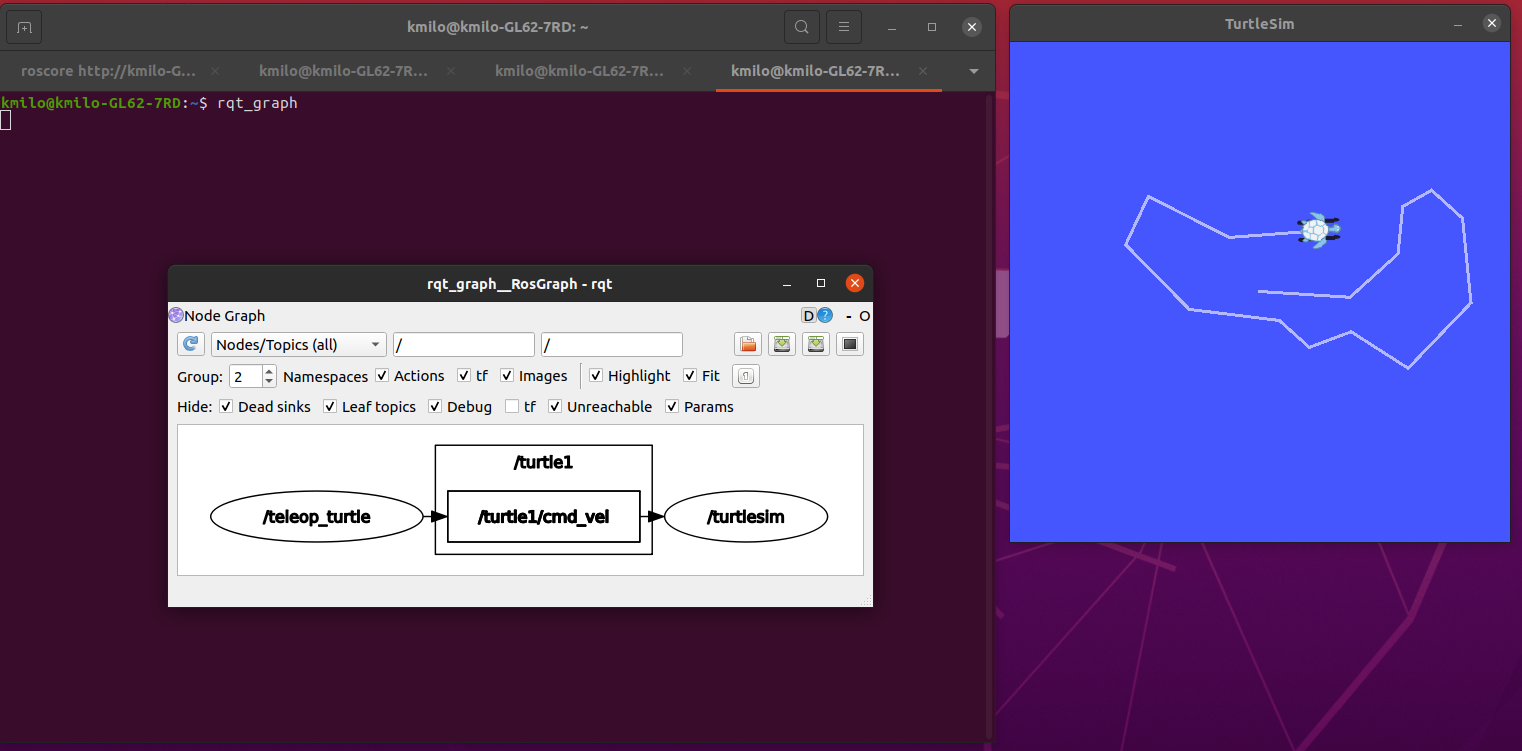 kmilo@kmilo-GL62-7RD: ~
roscore http://kmilo-G...
kmilo@kmilo-GL62-7R...
kmilo@kmilo-GL62-7R...
kmilo@kmilo-GL62-7R...
kmilo@kmilo-GL62-7RD:~$ rqt_graph
TurtleSim
rqt_graph__RosGraph - rqt
Node Graph
D ? - O
Nodes/Topics (all) / /
Group: 2 Namespaces Actions tf Images Highlight Fit
Hide: Dead sinks Leaf topics Debug tf Unreachable Params
/turtle1
/teleop_turtle /turtle1/cmd_vel /turtlesim